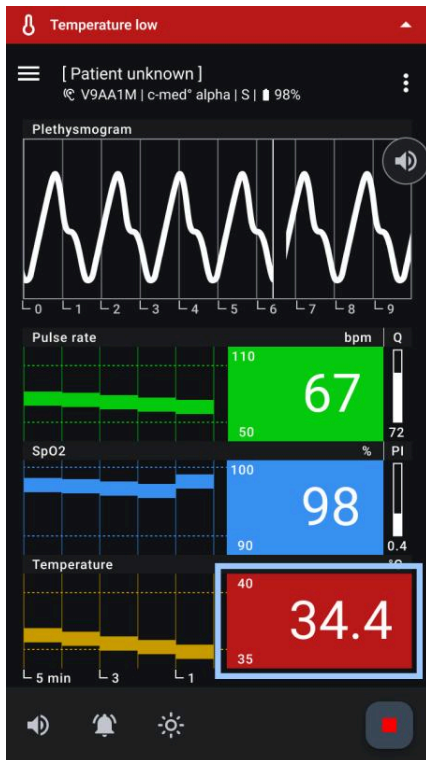 Temperature low
[ Patient unknown ]
V9AA1M | c-med° alpha | S | 98%
Plethysmogram
0 1 2 3 4 5 6 7 8 9
Pulse rate bpm Q
110
67
50
72
SpO2 % PI
100
98
90
0.4
Temperature °C
40
34.4
35
5 min 3 1